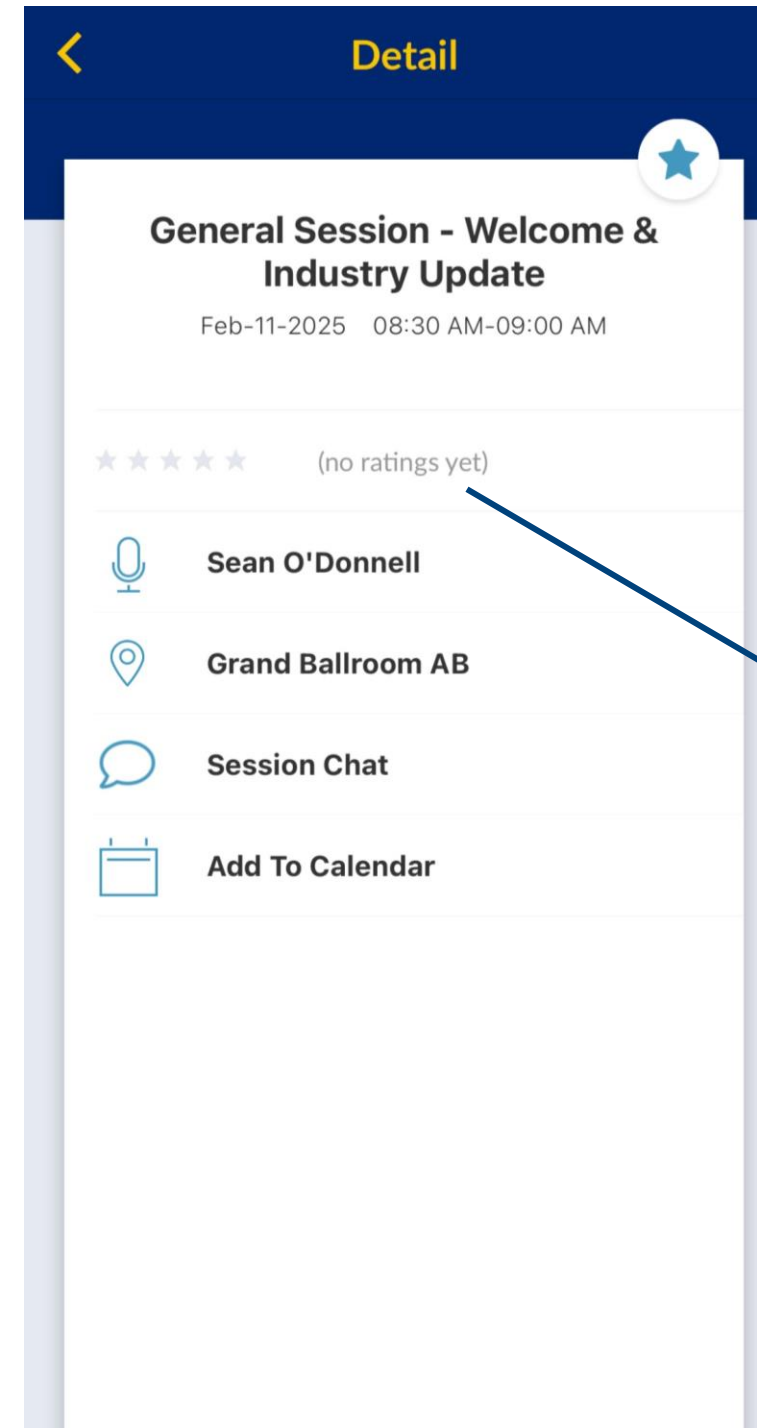 Detail
General Session - Welcome &
Industry Update
Feb-11-2025 08:30 AM-09:00 AM
(no ratings yet)
Sean O'Donnell
Grand Ballroom AB
Session Chat
Add To Calendar